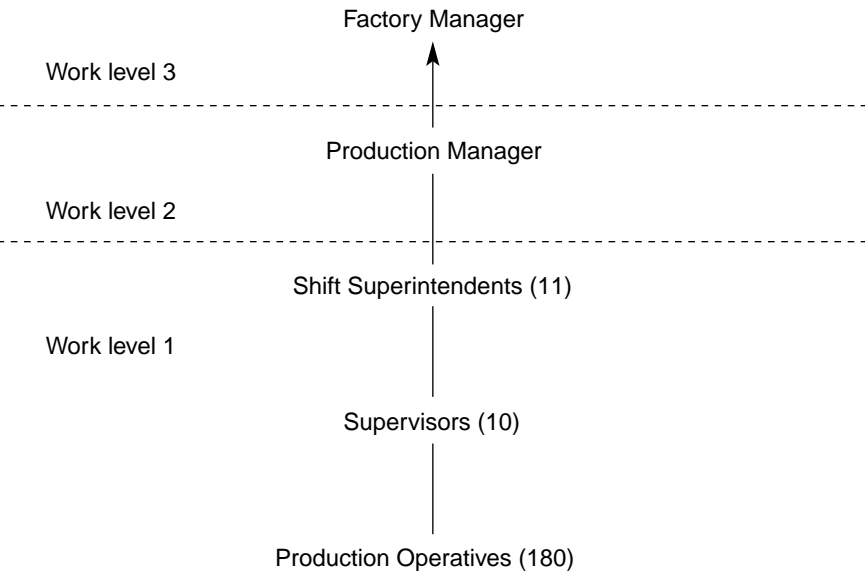 Factory Manager
Work level 3
Production Manager
Work level 2
Shift Superintendents (11)
Work level 1
Supervisors (10)
Production Operatives (180)